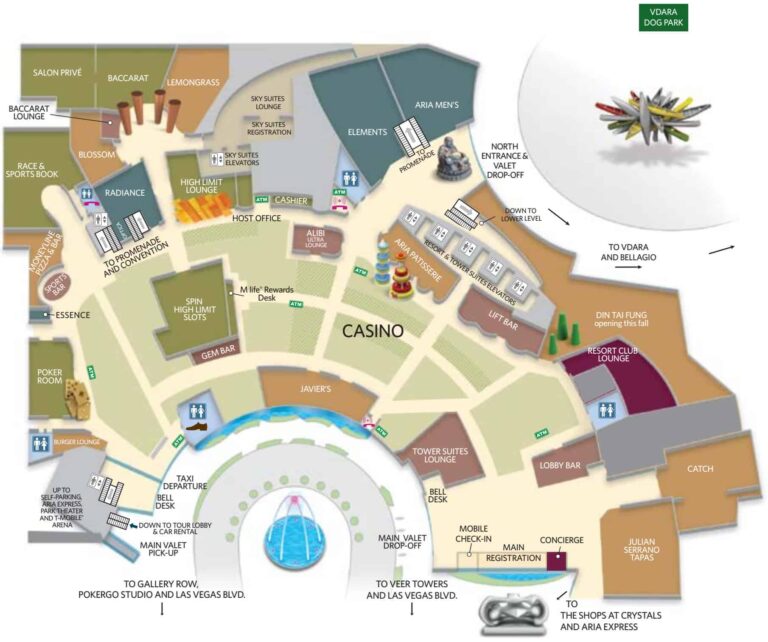 VDARA
DOG PARK
SALON PRIVÉ
BACCARAT
LEMONGRASS
BACCARAT
LOUNGE
SKY SUITES
LOUNGE
SKY SUITES
REGISTRATION
ARIA MEN'S
ELEMENTS
TO
PROMENADE
NORTH
ENTRANCE &
VALET
DROP-OFF
BLOSSOM
SKY SUITES
ELEVATORS
RACE &
SPORTS BOOK
RADIANCE
HIGH LIMIT
LOUNGE
ATM
CASHIER
ATM
HOST OFFICE
DOWN TO
LOWER LEVEL
OPTICA
TO PROMENADE
AND CONVENTION
MONEYLINE
PIZZA & BAR
SPORTS
BAR
ALIBI
ULTRA
LOUNGE
ARIA PATISSERIE
RESORT & TOWER SUITES ELEVATORS
TO VDARA
AND BELLAGIO
ATM
M life® Rewards
Desk
ATM
SPIN
HIGH LIMIT
SLOTS
ESSENCE
CASINO
LIFT BAR
DIN TAI FUNG
opening this fall
GEM BAR
RESORT CLUB
LOUNGE
POKER
ROOM
ATM
JAVIER'S
ATM
ATM
ATM
BURGER LOUNGE
TOWER SUITES
LOUNGE
LOBBY BAR
CATCH
UP TO
SELF-PARKING,
ARIA EXPRESS,
PARK THEATER
AND T-MOBILE®
ARENA
TAXI
DEPARTURE
BELL
DESK
BELL
DESK
DOWN TO TOUR LOBBY
& CAR RENTAL
MAIN VALET
PICK-UP
MAIN VALET
DROP-OFF
MOBILE
CHECK-IN
MAIN
REGISTRATION
CONCIERGE
JULIAN
SERRANO
TAPAS
TO GALLERY ROW,
POKERGO STUDIO AND LAS VEGAS BLVD.
TO VEER TOWERS
AND LAS VEGAS BLVD.
TO
THE SHOPS AT CRYSTALS
AND ARIA EXPRESS